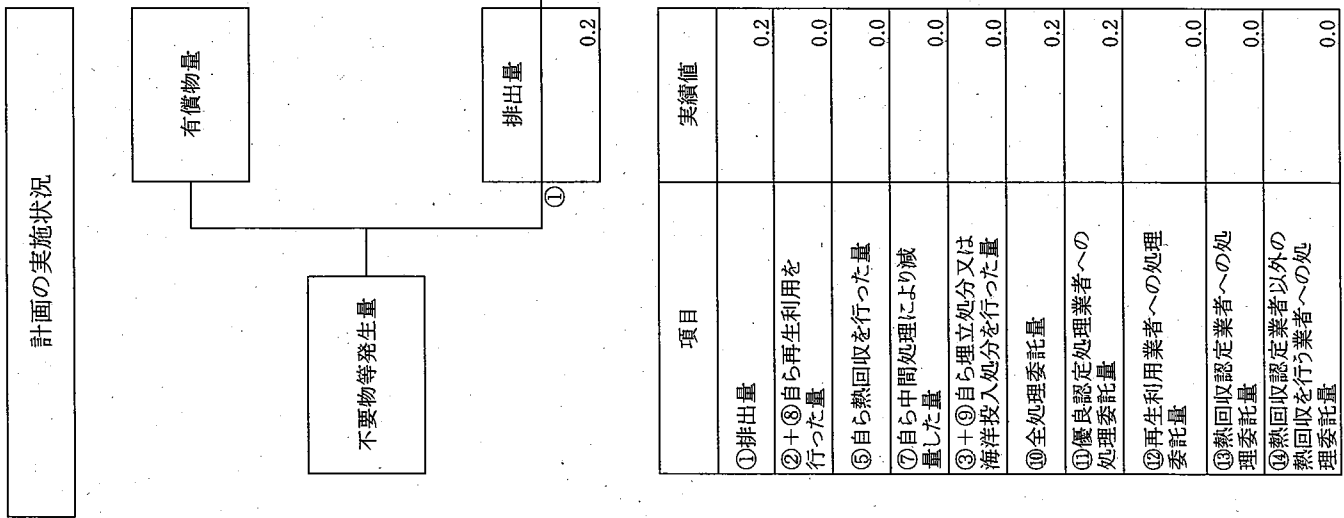 計画の実施状況
有償物量
不要物等発生量
排出量
①
0.2
項目
実績値
①排出量
0.2
②+⑧自ら再生利用を
行った量
0.0
⑤自ら熱回収を行った量
0.0
⑦自ら中間処理により減
量した量
0.0
③+⑨自ら埋立処分又は
海洋投入処分を行った量
0.0
⑩全処理委託量
0.2
⑪優良認定処理業者への
処理委託量
0.2
⑫再生利用業者への処理
委託量
0.0
⑬熱回収認定業者への処
理委託量
0.0
⑭熱回収認定業者以外の
熱回収を行う業者への処
理委託量
0.0